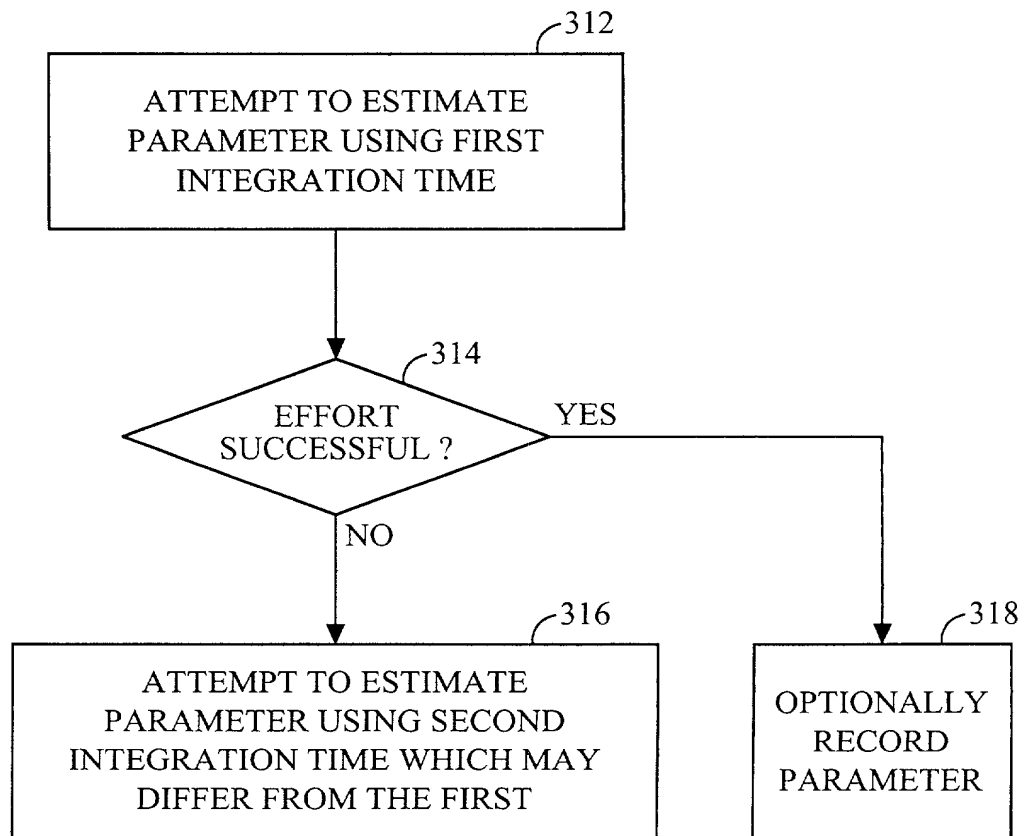 312
ATTEMPT TO ESTIMATE
PARAMETER USING FIRST
INTEGRATION TIME
314
EFFORT
SUCCESSFUL ?
YES
NO
316
ATTEMPT TO ESTIMATE
PARAMETER USING SECOND
INTEGRATION TIME WHICH MAY
DIFFER FROM THE FIRST
318
OPTIONALLY
RECORD
PARAMETER